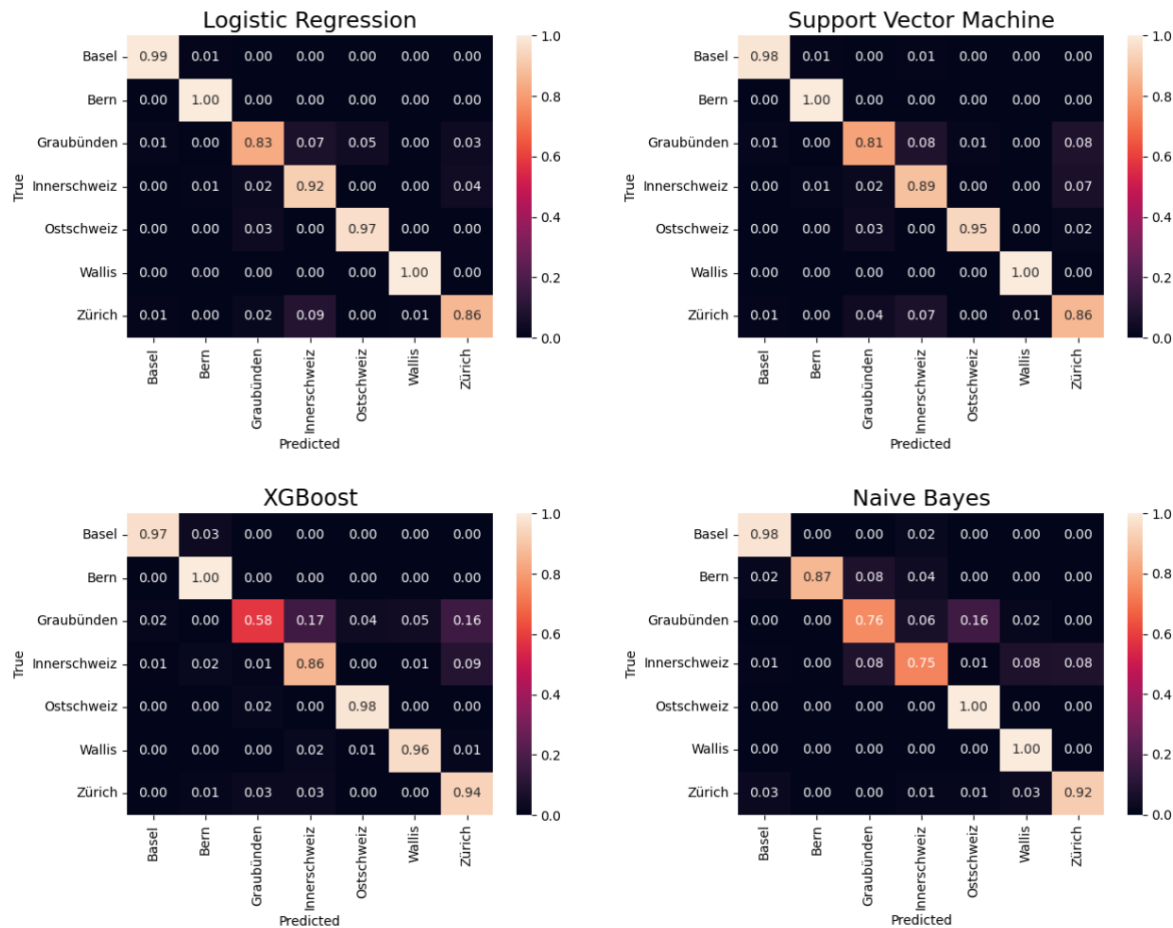 Logistic Regression
True
Basel 0.99 0.01 0.00 0.00 0.00 0.00 0.00
Bern 0.00 1.00 0.00 0.00 0.00 0.00 0.00
Graubünden 0.01 0.00 0.83 0.07 0.05 0.00 0.03
Innerschweiz 0.00 0.01 0.02 0.92 0.00 0.00 0.04
Ostschweiz 0.00 0.00 0.03 0.00 0.97 0.00 0.00
Wallis 0.00 0.00 0.00 0.00 0.00 1.00 0.00
Zürich 0.01 0.00 0.02 0.09 0.00 0.01 0.86
Basel Bern Graubünden Innerschweiz Ostschweiz Wallis Zürich
Predicted
1.0
0.8
0.6
0.4
0.2
0.0
Support Vector Machine
True
Basel 0.98 0.01 0.00 0.01 0.00 0.00 0.00
Bern 0.00 1.00 0.00 0.00 0.00 0.00 0.00
Graubünden 0.01 0.00 0.81 0.08 0.01 0.00 0.08
Innerschweiz 0.00 0.01 0.02 0.89 0.00 0.00 0.07
Ostschweiz 0.00 0.00 0.03 0.00 0.95 0.00 0.02
Wallis 0.00 0.00 0.00 0.00 0.00 1.00 0.00
Zürich 0.01 0.00 0.04 0.07 0.00 0.01 0.86
Basel Bern Graubünden Innerschweiz Ostschweiz Wallis Zürich
Predicted
1.0
0.8
0.6
0.4
0.2
0.0
XGBoost
True
Basel 0.97 0.03 0.00 0.00 0.00 0.00 0.00
Bern 0.00 1.00 0.00 0.00 0.00 0.00 0.00
Graubünden 0.02 0.00 0.58 0.17 0.04 0.05 0.16
Innerschweiz 0.01 0.02 0.01 0.86 0.00 0.01 0.09
Ostschweiz 0.00 0.00 0.02 0.00 0.98 0.00 0.00
Wallis 0.00 0.00 0.00 0.02 0.01 0.96 0.01
Zürich 0.00 0.01 0.03 0.03 0.00 0.00 0.94
Basel Bern Graubünden Innerschweiz Ostschweiz Wallis Zürich
Predicted
1.0
0.8
0.6
0.4
0.2
0.0
Naive Bayes
True
Basel 0.98 0.00 0.00 0.02 0.00 0.00 0.00
Bern 0.02 0.87 0.08 0.04 0.00 0.00 0.00
Graubünden 0.00 0.00 0.76 0.06 0.16 0.02 0.00
Innerschweiz 0.01 0.00 0.08 0.75 0.01 0.08 0.08
Ostschweiz 0.00 0.00 0.00 0.00 1.00 0.00 0.00
Wallis 0.00 0.00 0.00 0.00 0.00 1.00 0.00
Zürich 0.03 0.00 0.00 0.01 0.01 0.03 0.92
Basel Bern Graubünden Innerschweiz Ostschweiz Wallis Zürich
Predicted
1.0
0.8
0.6
0.4
0.2
0.0